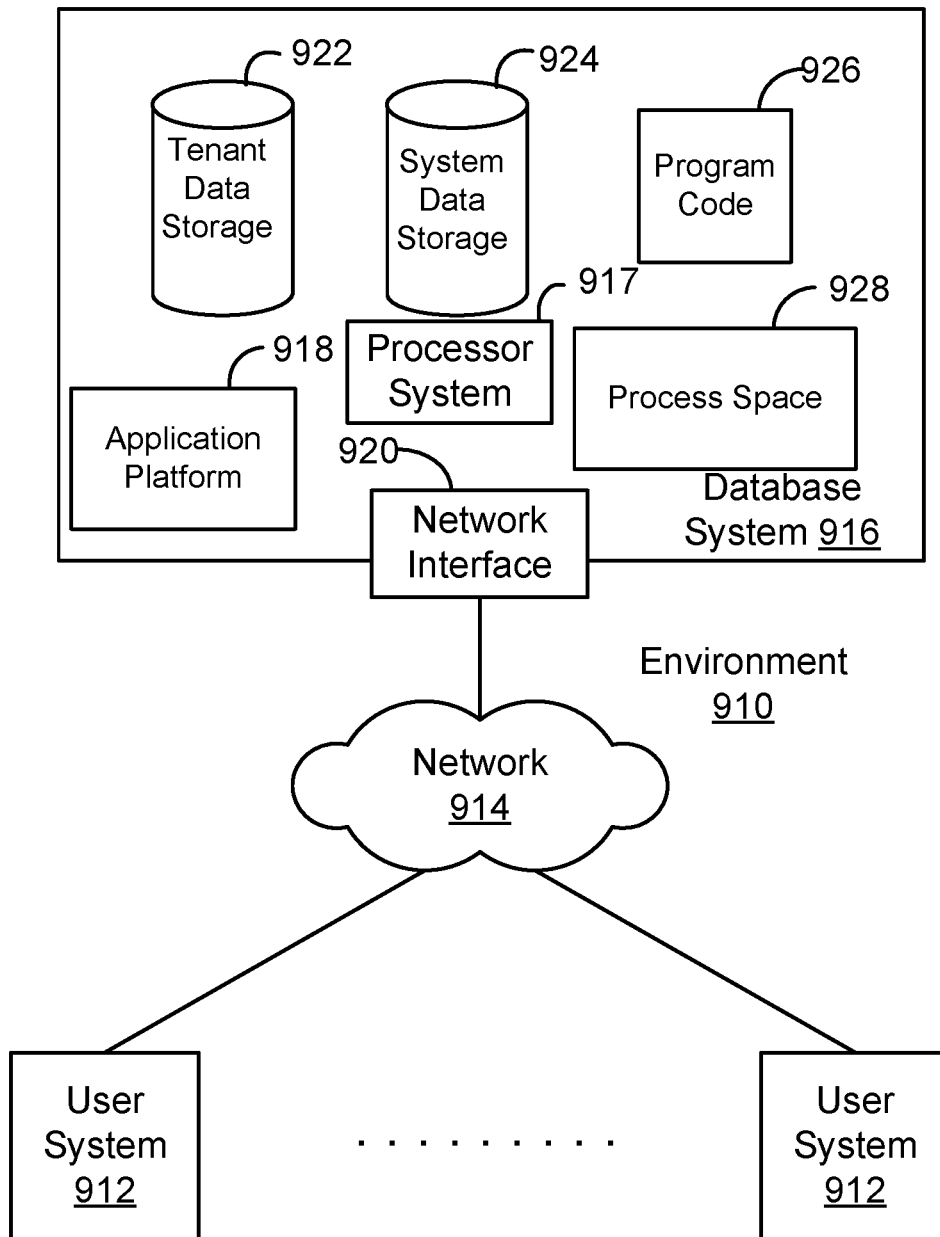 922
924
926
Tenant
Data
Storage
System
Data
Storage
Program
Code
917
928
918
Processor
System
Process Space
Application
Platform
920
Database
System 916
Network
Interface
Environment
910
Network
914
User
System
912
. . . . . . . . .
User
System
912